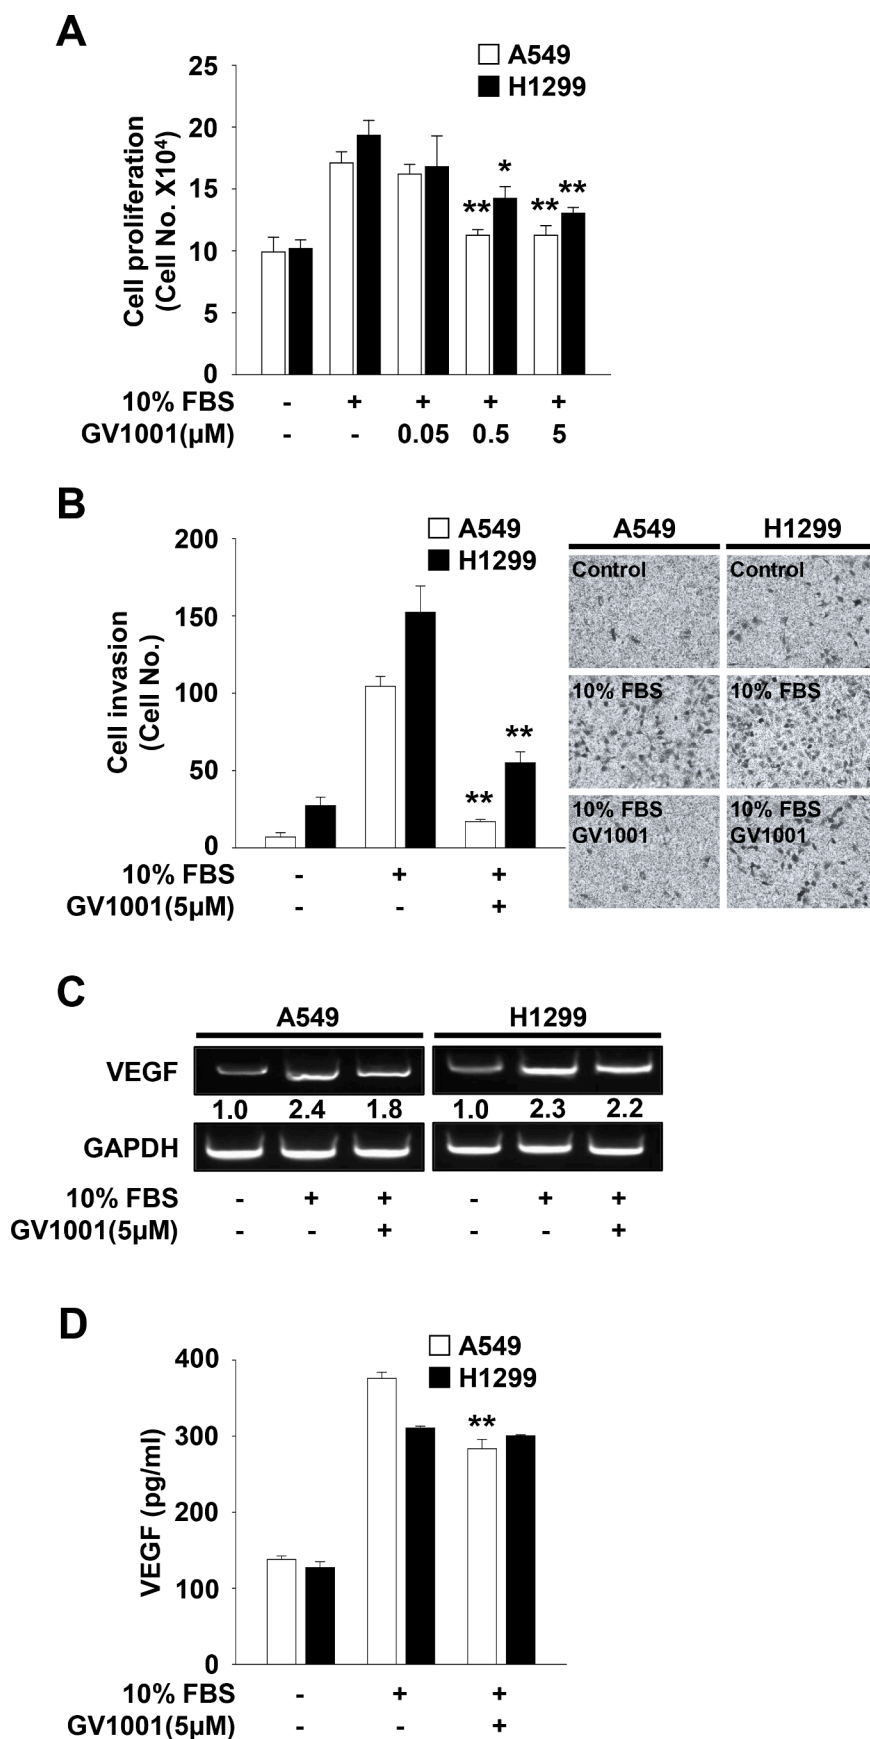 A
A549
H1299
25
20
15
10
5
0
Cell proliferation
(Cell No. X10⁴)
** * ** **
10% FBS - + + + +
GV1001(µM) - - 0.05 0.5 5
B
A549
H1299
200
150
100
50
0
Cell invasion
(Cell No.)
** **
10% FBS - + +
GV1001(5µM) - - +
A549 H1299
Control Control
10% FBS 10% FBS
10% FBS 10% FBS
GV1001 GV1001
C
A549 H1299
VEGF
1.0 2.4 1.8 1.0 2.3 2.2
GAPDH
10% FBS - + + - + +
GV1001(5µM) - - + - - +
D
A549
H1299
400
300
200
100
0
VEGF (pg/ml)
**
10% FBS - + +
GV1001(5µM) - - +